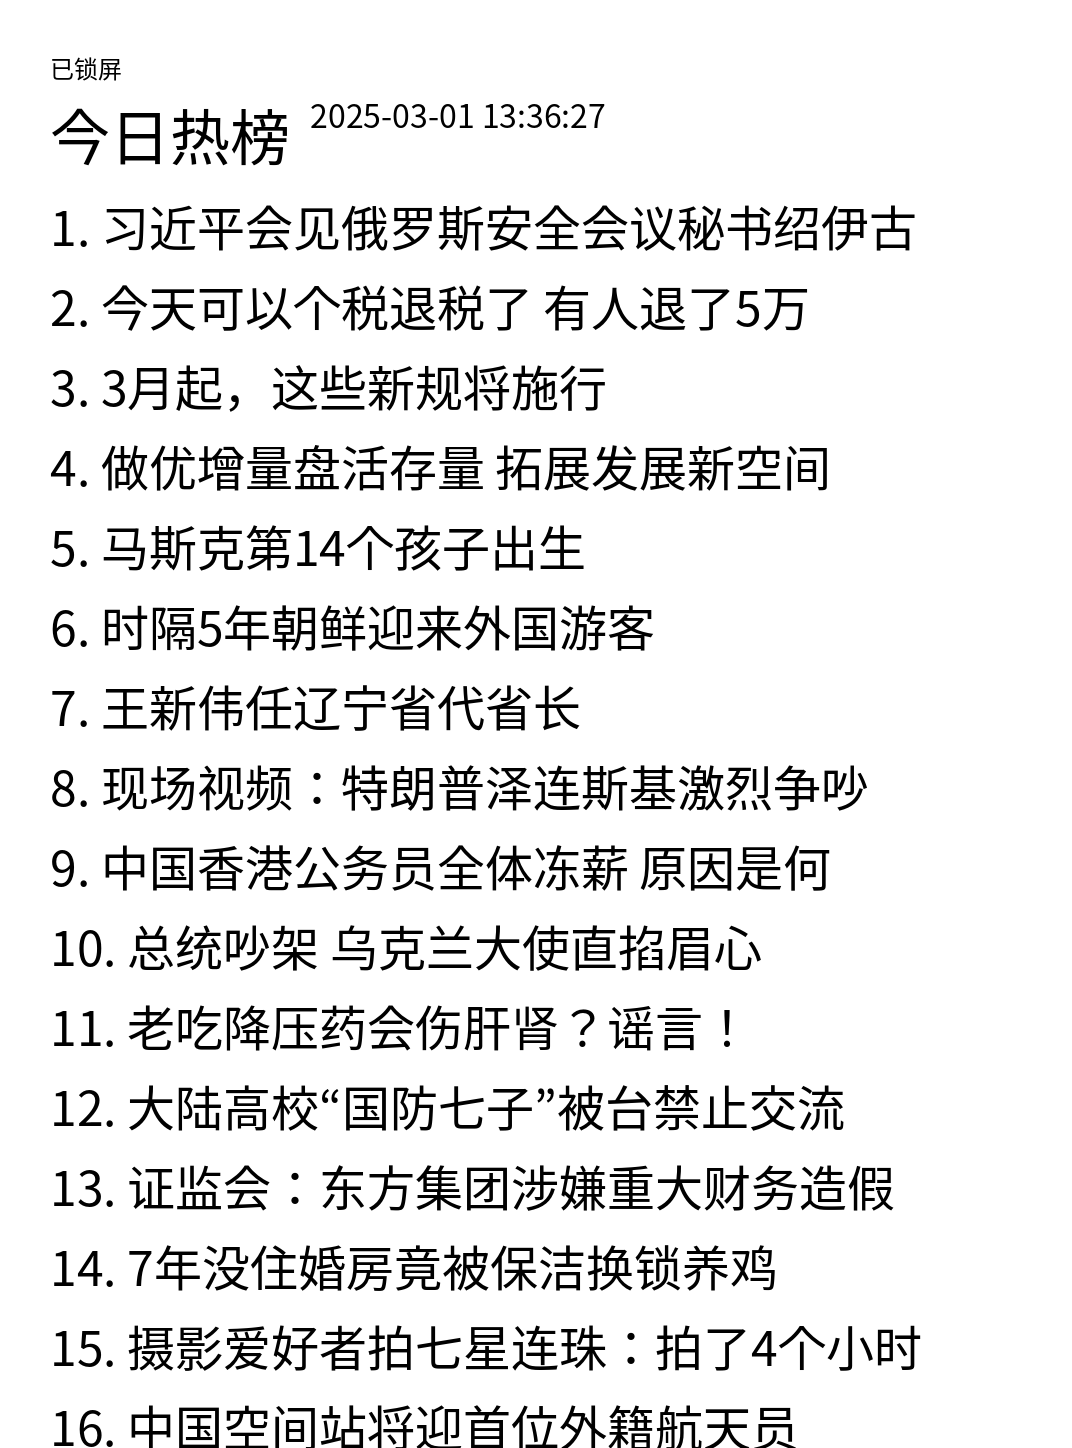 已锁屏
今日热榜 2025-03-01 13:36:27
1. 习近平会见俄罗斯安全会议秘书绍伊古
2. 今天可以个税退税了 有人退了5万
3. 3月起，这些新规将施行
4. 做优增量盘活存量 拓展发展新空间
5. 马斯克第14个孩子出生
6. 时隔5年朝鲜迎来外国游客
7. 王新伟任辽宁省代省长
8. 现场视频：特朗普泽连斯基激烈争吵
9. 中国香港公务员全体冻薪 原因是何
10. 总统吵架 乌克兰大使直掐眉心
11. 老吃降压药会伤肝肾？谣言！
12. 大陆高校“国防七子”被台禁止交流
13. 证监会：东方集团涉嫌重大财务造假
14. 7年没住婚房竟被保洁换锁养鸡
15. 摄影爱好者拍七星连珠：拍了4个小时
16. 中国空间站将迎首位外籍航天员